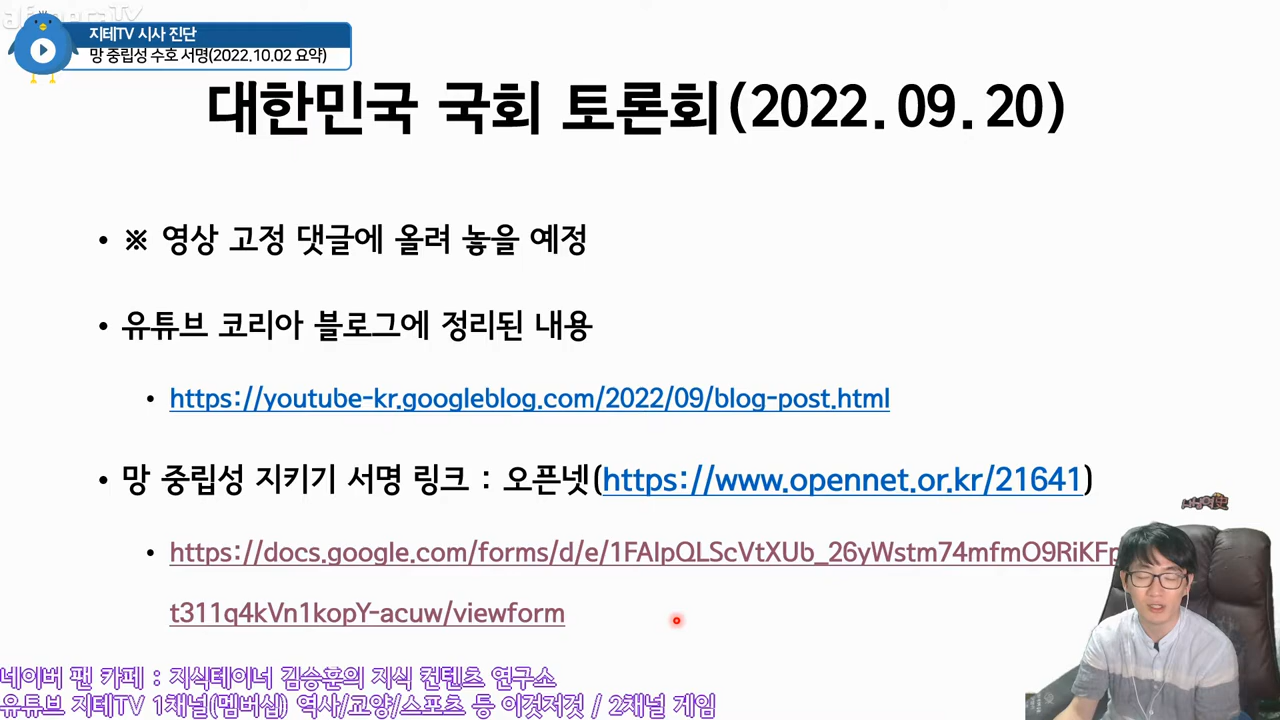 afreecaTV
지테TV 시사 진단
망 중립성 수호 서명(2022.10.02 요약)
대한민국 국회 토론회(2022.09.20)
• ※ 영상 고정 댓글에 올려 놓을 예정
• 유튜브 코리아 블로그에 정리된 내용
• https://youtube-kr.googleblog.com/2022/09/blog-post.html
• 망 중립성 지키기 서명 링크 : 오픈넷(https://www.opennet.or.kr/21641)
• https://docs.google.com/forms/d/e/1FAIpQLScVtXUb_26yWstm74mfmO9RiKFp
t311q4kVn1kopY-acuw/viewform
네이버 팬 카페 : 지식테이너 김승훈의 지식 컨텐츠 연구소
유튜브 지테TV 1채널(멤버십) 역사/교양/스포츠 등 이것저것 / 2채널 게임